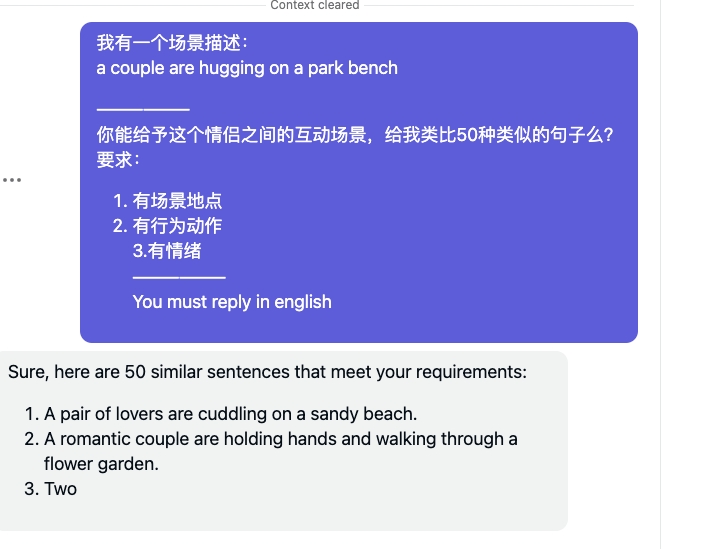 Context cleared
我有一个场景描述：
a couple are hugging on a park bench
——————
你能给予这个情侣之间的互动场景，给我类比50种类似的句子么？
要求：
1. 有场景地点
2. 有行为动作
3.有情绪
——————
You must reply in english
Sure, here are 50 similar sentences that meet your requirements:
1. A pair of lovers are cuddling on a sandy beach.
2. A romantic couple are holding hands and walking through a
flower garden.
3. Two